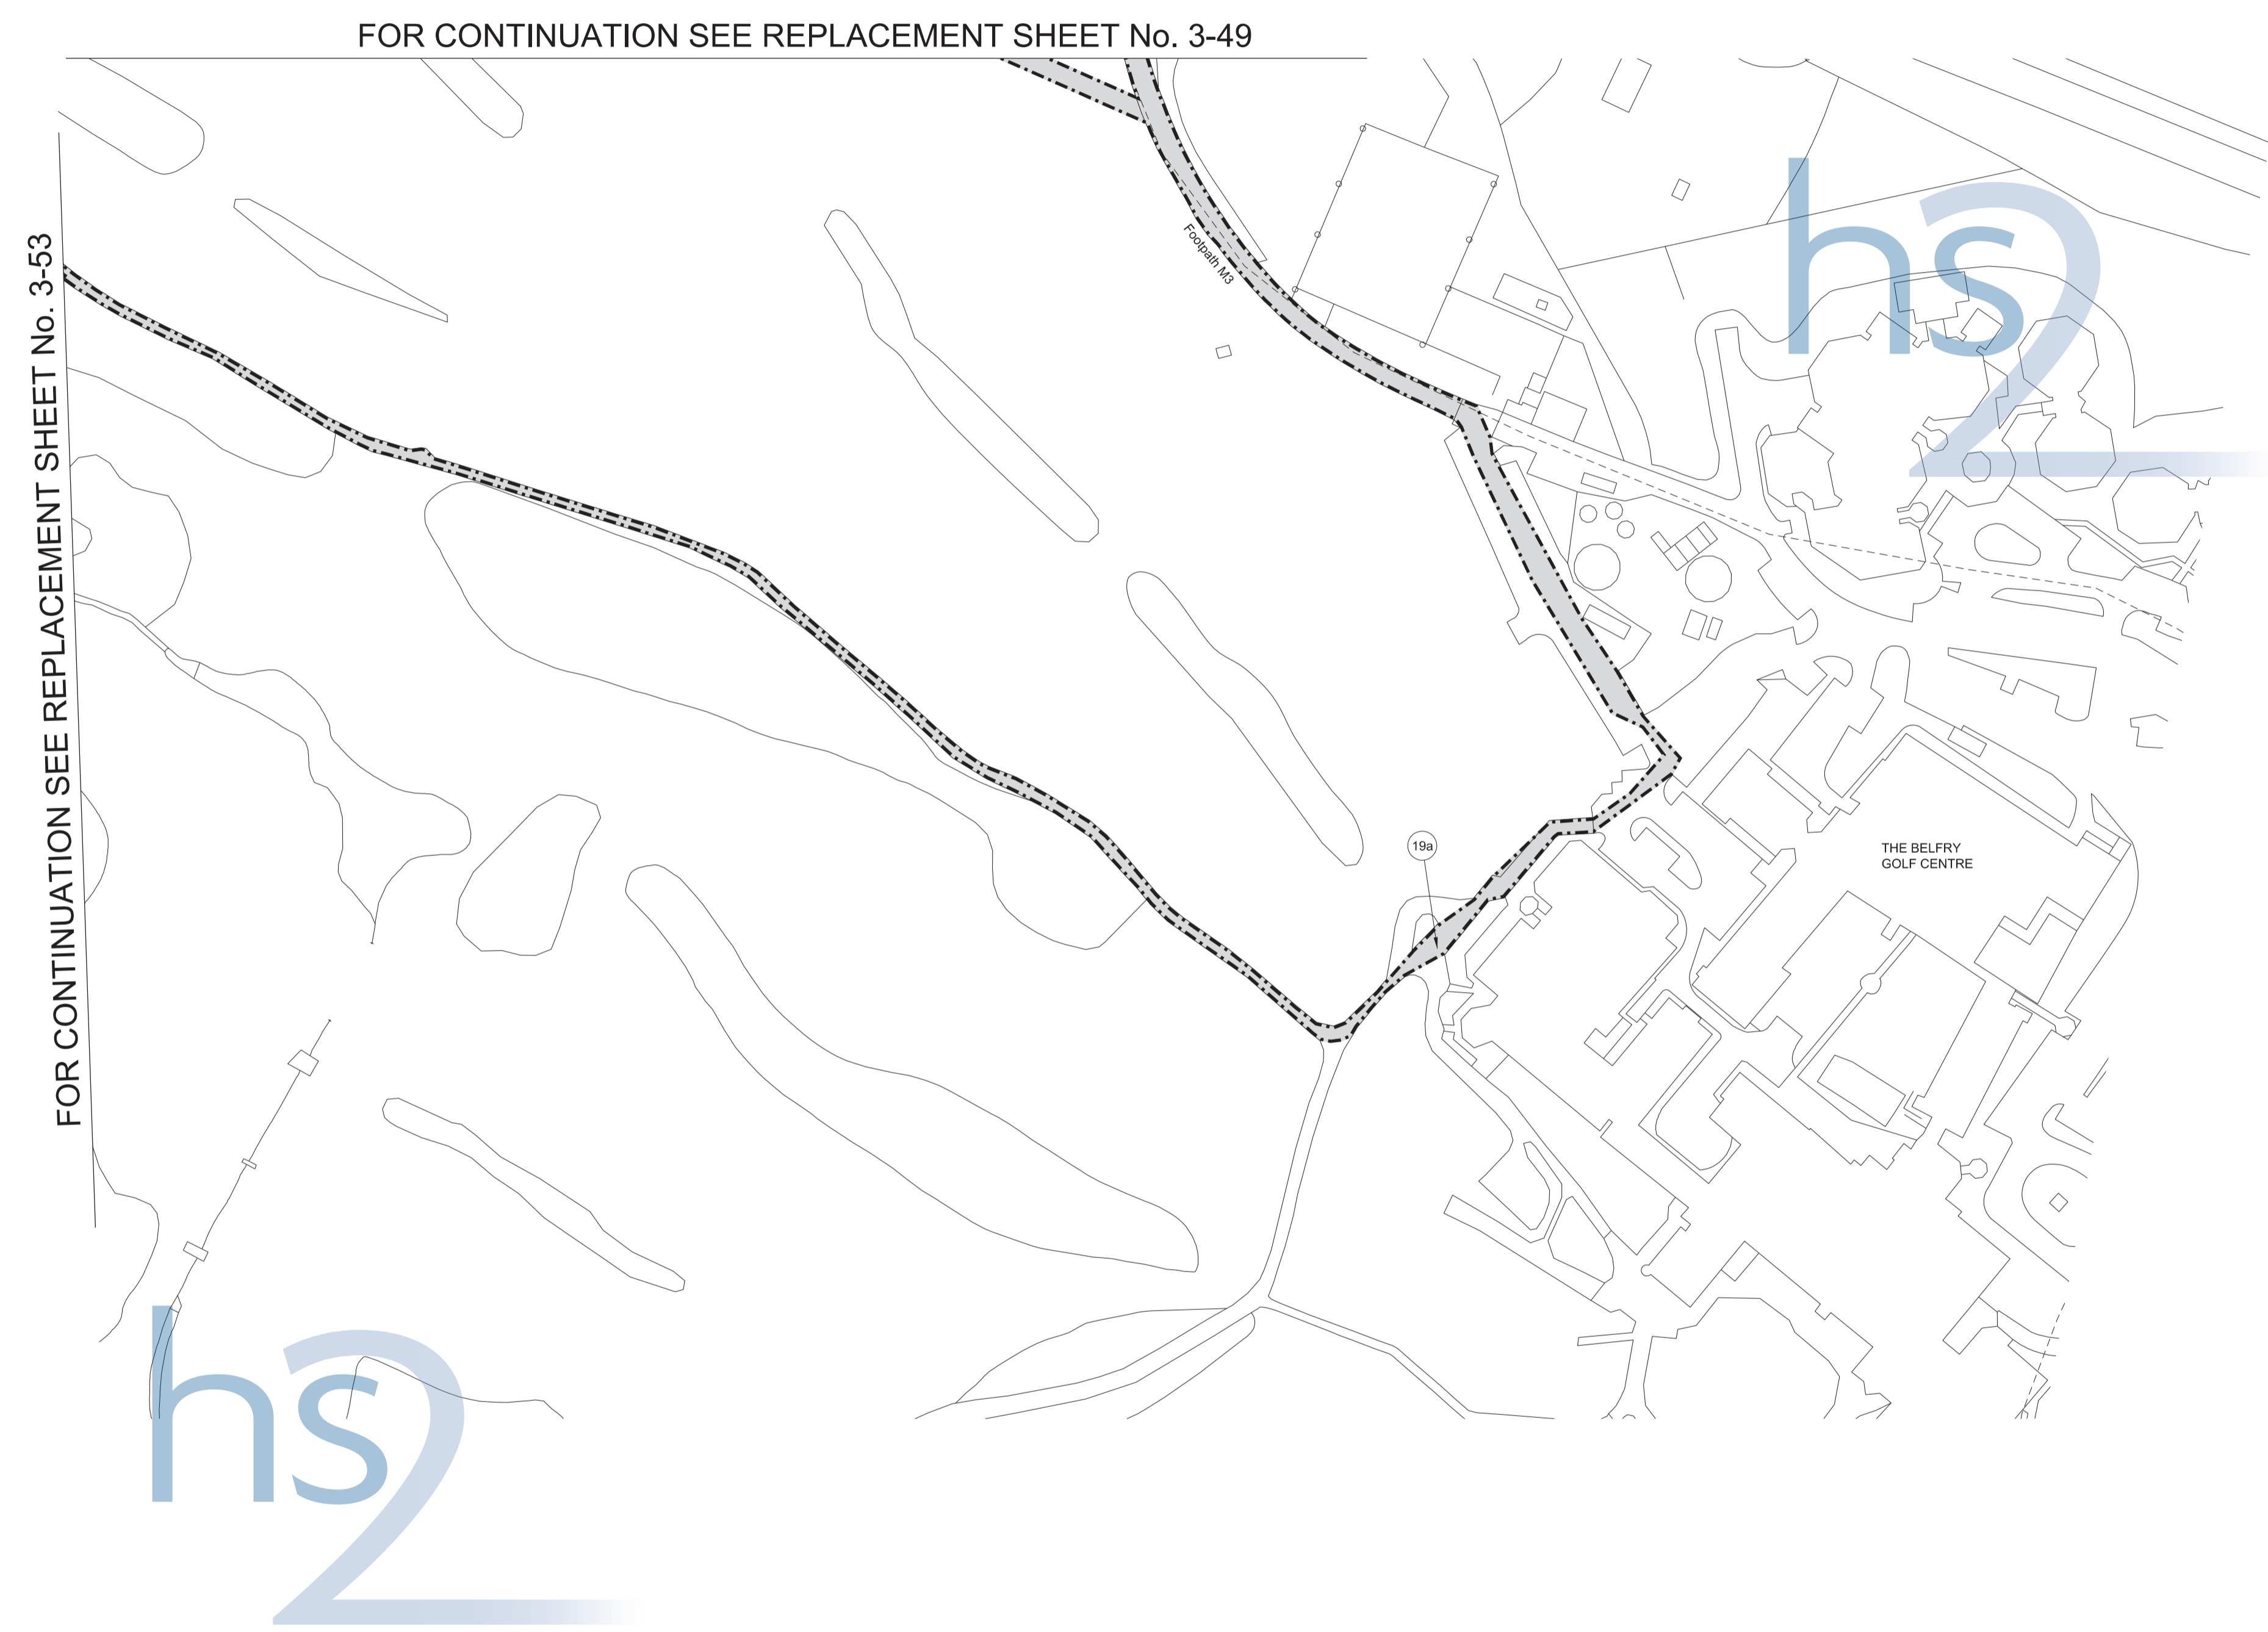 FOR CONTINUATION SEE REPLACEMENT SHEET No. 3-49
FOR CONTINUATION SEE REPLACEMENT SHEET No. 3-53
Footpath M3
hs2
19a
THE BELFRY
GOLF CENTRE
hs2